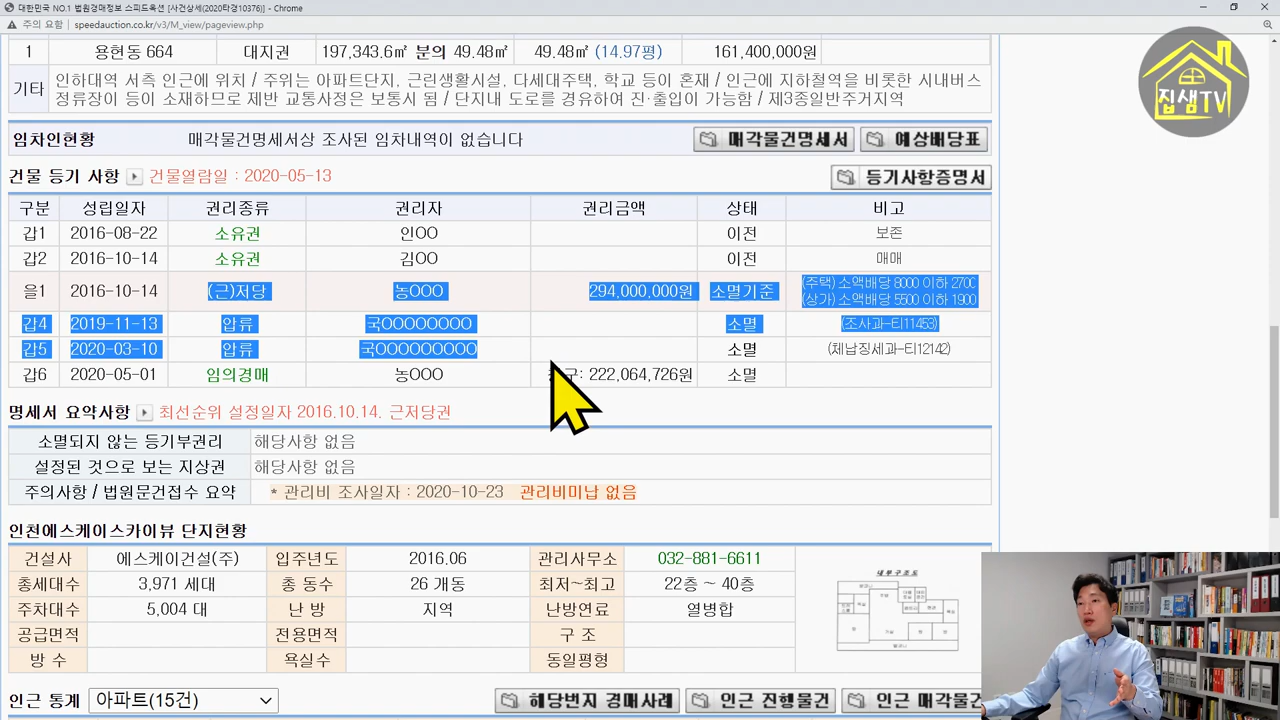 대한민국 NO.1 법원경매정보 스피드옥션 [사건상세(2020타경10376)] - Chrome
주의 요함 | speedauction.co.kr/v3/M_view/pageview.php
1 용현동 664 대지권 197,343.6㎡ 분의 49.48㎡ 49.48㎡ (14.97평) 161,400,000원
기타 인하대역 서측 인근에 위치 / 주위는 아파트단지, 근린생활시설, 다세대주택, 학교 등이 혼재 / 인근에 지하철역을 비롯한 시내버스
정류장이 등이 소재하므로 제반 교통사정은 보통시 됨 / 단지내 도로를 경유하여 진·출입이 가능함 / 제3종일반주거지역
집샘TV
임차인현황 매각물건명세서상 조사된 임차내역이 없습니다 매각물건명세서 예상배당표
건물 등기 사항 건물열람일 : 2020-05-13 등기사항증명서
구분 성립일자 권리종류 권리자 권리금액 상태 비고
갑1 2016-08-22 소유권 인OO 이전 보존
갑2 2016-10-14 소유권 김OO 이전 매매
을1 2016-10-14 (근)저당 농OOO 294,000,000원 소멸기준 (주택) 소액배당 8000 이하 2700
(상가) 소액배당 5500 이하 1900
갑4 2019-11-13 압류 국OOOOOOOO 소멸 (조사과-티11453)
갑5 2020-03-10 압류 국OOOOOOOOO 소멸 (체납징세과-티12142)
갑6 2020-05-01 임의경매 농OOO 구: 222,064,726원 소멸
명세서 요약사항 최선순위 설정일자 2016.10.14. 근저당권
소멸되지 않는 등기부권리 해당사항 없음
설정된 것으로 보는 지상권 해당사항 없음
주의사항 / 법원문건접수 요약 * 관리비 조사일자 : 2020-10-23 관리비미납 없음
인천에스케이스카이뷰 단지현황
건설사 에스케이건설(주) 입주년도 2016.06 관리사무소 032-881-6611
총세대수 3,971 세대 총 동수 26 개동 최저~최고 22층 ~ 40층
주차대수 5,004 대 난 방 지역 난방연료 열병합
공급면적 전용면적 구 조
방 수 욕실수 동일평형
내부구조도
인근 통계 아파트(15건) 해당번지 경매사례 인근 진행물건 인근 매각물건